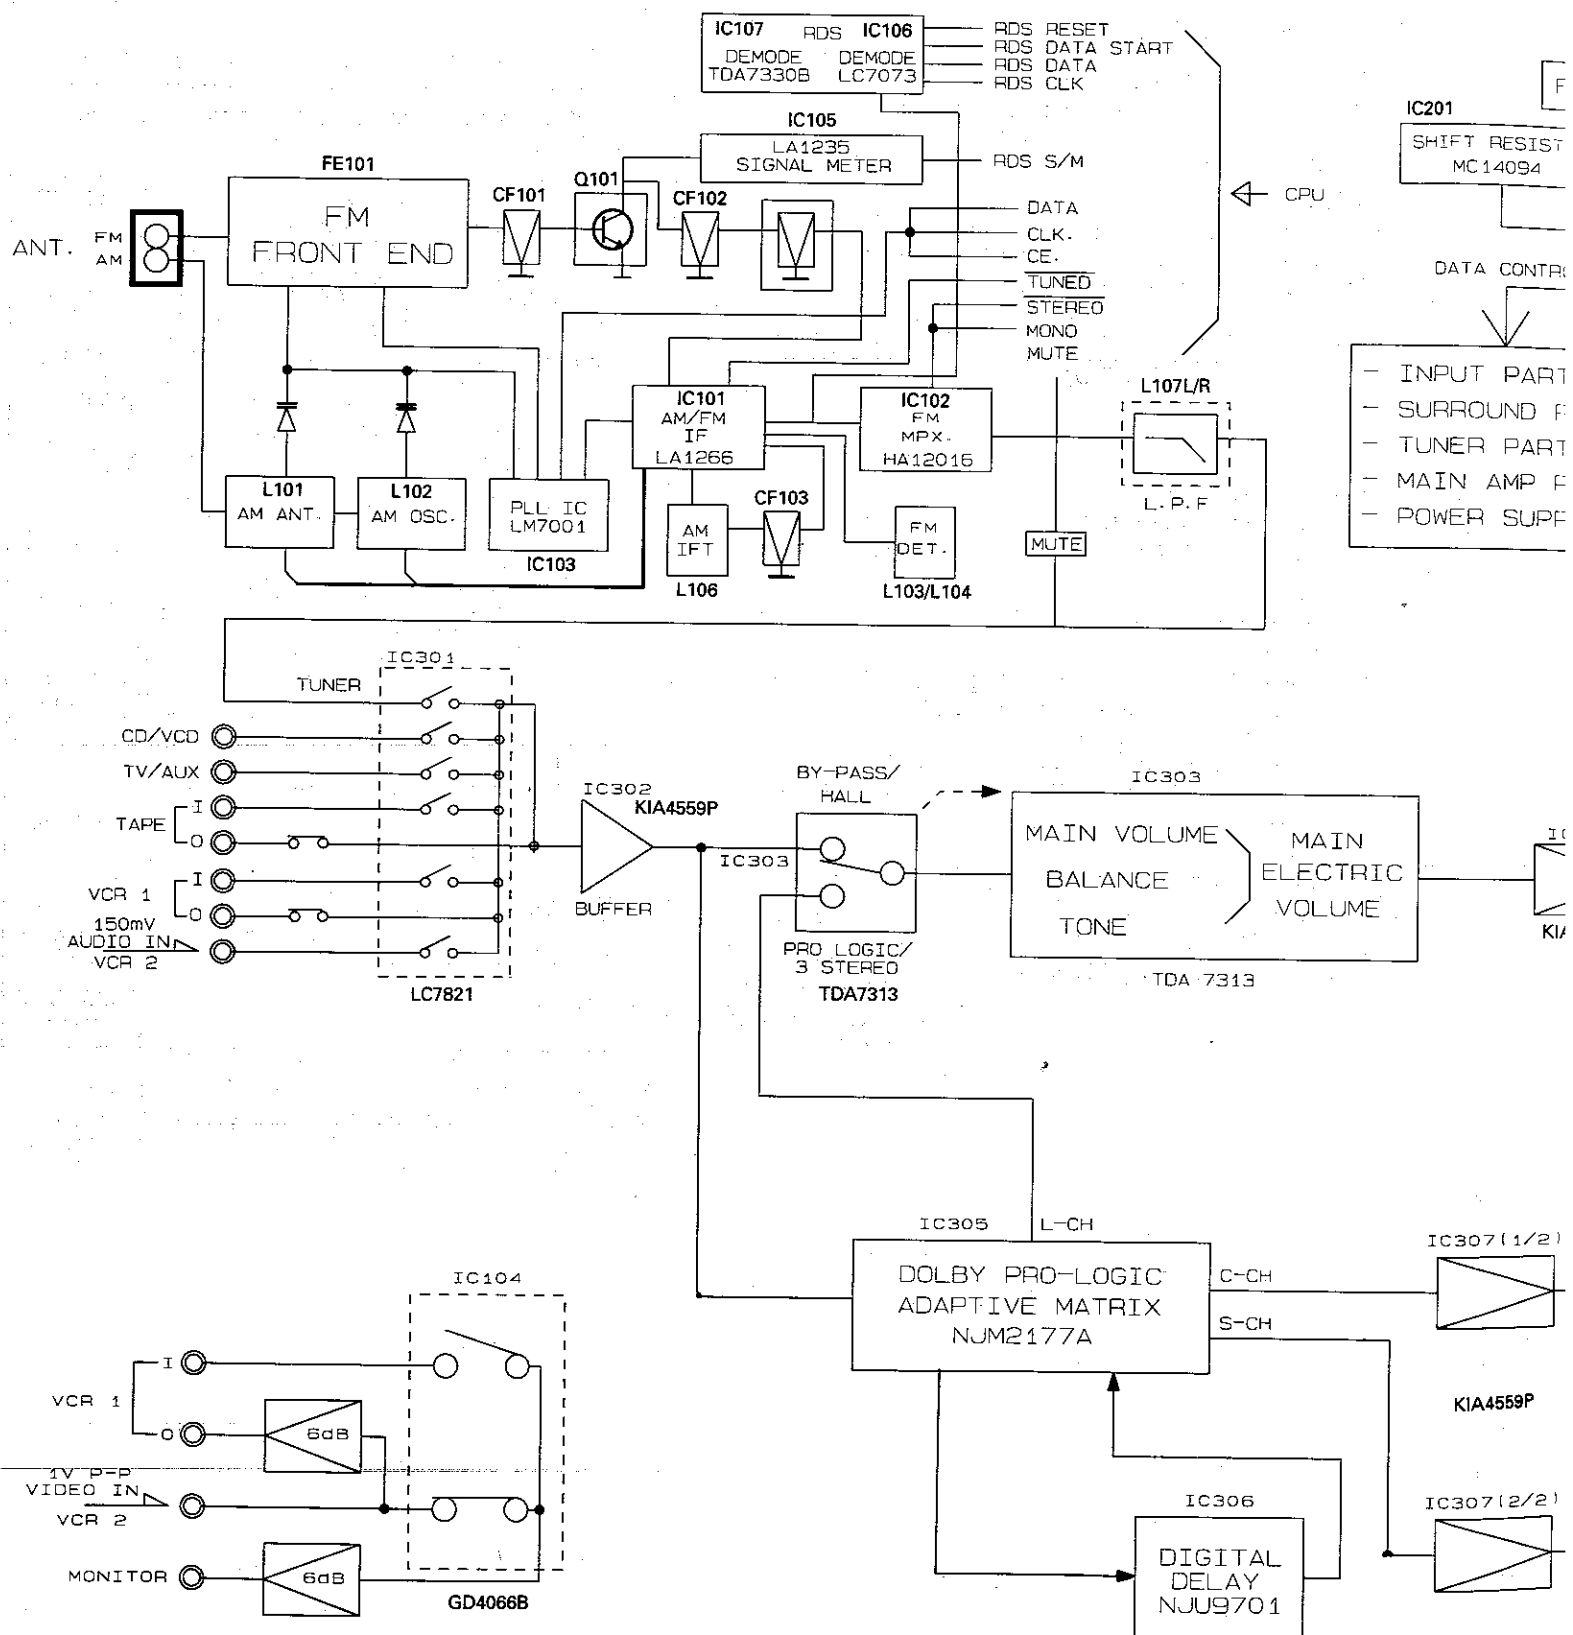 IC107 RDS IC106
DEMODE DEMODE
TDA7330B LC7073
RDS RESET
RDS DATA START
RDS DATA
RDS CLK
IC105
LA1235
SIGNAL METER
RDS S/M
IC201
SHIFT RESIST
MC14094
CPU
FE101
FM
FRONT END
CF101
Q101
CF102
ANT.
FM
AM
DATA
CLK.
CE.
TUNED
STEREO
MONO
MUTE
DATA CONTR
- INPUT PART
- SURROUND P
- TUNER PART
- MAIN AMP P
- POWER SUPP
IC101
AM/FM
IF
LA1266
IC102
FM
MPX.
HA12016
L107L/R
L.P.F
L101
AM ANT.
L102
AM OSC.
PLL IC
LM7001
IC103
AM
IFT
L106
CF103
FM
DET.
L103/L104
MUTE
IC301
TUNER
CD/VCD
TV/AUX
TAPE
I
O
VCR 1
I
O
150mV
AUDIO IN
VCR 2
LC7821
IC302
KIA4559P
BUFFER
BY-PASS/
HALL
IC303
PRO LOGIC/
3 STEREO
TDA7313
IC303
MAIN VOLUME
BALANCE
TONE
MAIN
ELECTRIC
VOLUME
TDA 7313
IC
KIA
IC305
L-CH
DOLBY PRO-LOGIC
ADAPTIVE MATRIX
NJM2177A
C-CH
S-CH
IC307(1/2)
KIA4559P
IC307(2/2)
IC306
DIGITAL
DELAY
NJU9701
IC104
VCR 1
I
O
6dB
1V P-P
VIDEO IN
VCR 2
MONITOR
6dB
GD4066B